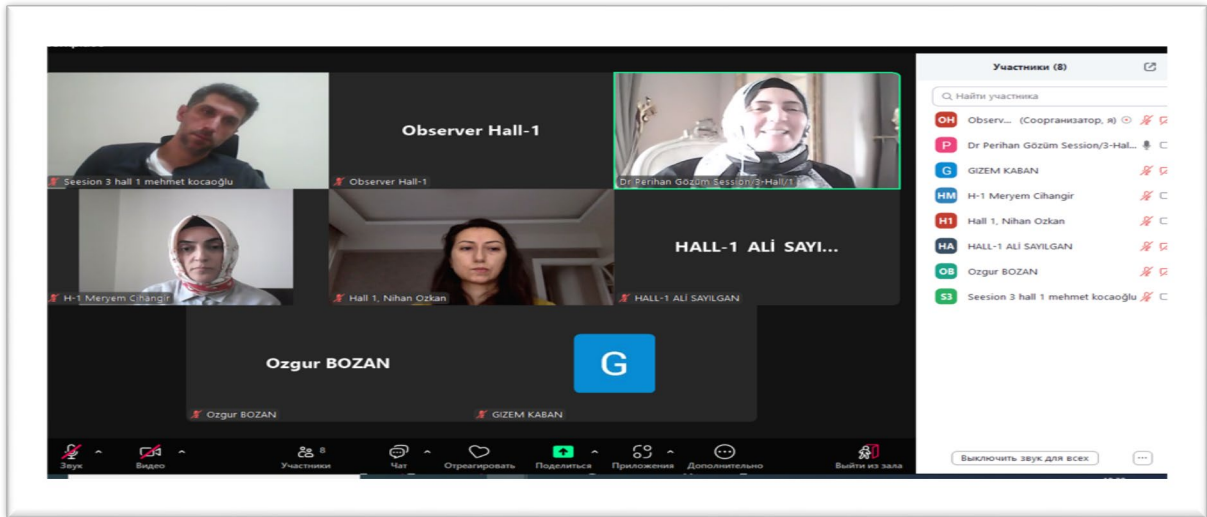 Участники (8)
Найти участника
Observer Hall-1
Seesion 3 hall 1 mehmet kocaoğlu
Observer Hall-1
Dr Perihan Gözüm Session/3-Hall/1
HALL-1 ALİ SAYI...
H-1 Meryem Cihangir
Hall 1, Nihan Ozkan
HALL-1 ALİ SAYILGAN
Ozgur BOZAN
G
Ozgur BOZAN
GIZEM KABAN
OH Observ... (Соорганизатор, я)
P Dr Perihan Gözüm Session/3-Hal...
G GIZEM KABAN
HM H-1 Meryem Cihangir
H1 Hall 1, Nihan Ozkan
HA HALL-1 ALİ SAYILGAN
OB Ozgur BOZAN
S3 Seesion 3 hall 1 mehmet kocaoğlu
8
Звук
Видео
Участники
Чат
Отреагировать
Поделиться
Приложения
Дополнительно
Выйти из зала
Выключить звук для всех